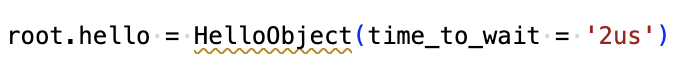 root.hello = HelloObject(time_to_wait = '2us')